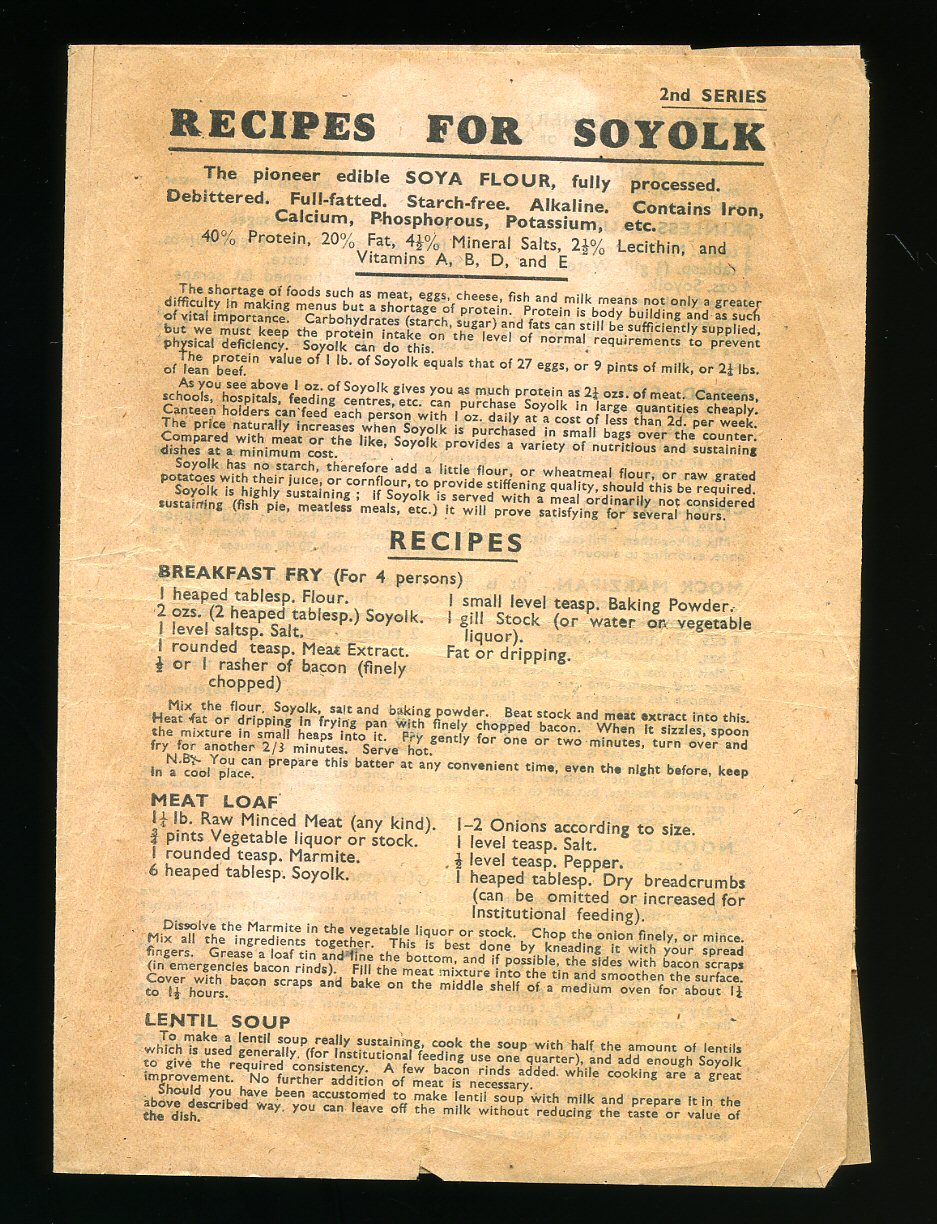 2nd SERIES
RECIPES FOR SOYOLK
The pioneer edible SOYA FLOUR, fully processed.
Debittered. Full-fatted. Starch-free. Alkaline. Contains Iron,
Calcium, Phosphorous, Potassium, etc.
40% Protein, 20% Fat, 4½% Mineral Salts, 2½% Lecithin, and
Vitamins A, B, D, and E
The shortage of foods such as meat, eggs, cheese, fish and milk means not only a greater
difficulty in making menus but a shortage of protein. Protein is body building and as such
of vital importance. Carbohydrates (starch, sugar) and fats can still be sufficiently supplied,
but we must keep the protein intake on the level of normal requirements to prevent
physical deficiency. Soyolk can do this.
The protein value of 1 lb. of Soyolk equals that of 27 eggs, or 9 pints of milk, or 2¼ lbs.
of lean beef.
As you see above 1 oz. of Soyolk gives you as much protein as 2¼ ozs. of meat. Canteens,
schools, hospitals, feeding centres, etc. can purchase Soyolk in large quantities cheaply.
Canteen holders can feed each person with 1 oz. daily at a cost of less than 2d. per week.
The price naturally increases when Soyolk is purchased in small bags over the counter.
Compared with meat or the like, Soyolk provides a variety of nutritious and sustaining
dishes at a minimum cost.
Soyolk has no starch, therefore add a little flour, or wheatmeal flour, or raw grated
potatoes with their juice, or cornflour, to provide stiffening quality, should this be required.
Soyolk is highly sustaining ; if Soyolk is served with a meal ordinarily not considered
sustaining (fish pie, meatless meals, etc.) it will prove satisfying for several hours.
RECIPES
BREAKFAST FRY (For 4 persons)
1 heaped tablesp. Flour.
2 ozs. (2 heaped tablesp.) Soyolk.
1 level saltsp. Salt.
1 rounded teasp. Meat Extract.
½ or 1 rasher of bacon (finely
chopped)
1 small level teasp. Baking Powder.
1 gill Stock (or water or vegetable
liquor).
Fat or dripping.
Mix the flour, Soyolk, salt and baking powder. Beat stock and meat extract into this.
Heat fat or dripping in frying pan with finely chopped bacon. When it sizzles, spoon
the mixture in small heaps into it. Fry gently for one or two minutes, turn over and
fry for another 2/3 minutes. Serve hot.
N.B.- You can prepare this batter at any convenient time, even the night before, keep
in a cool place.
MEAT LOAF
1¼ lb. Raw Minced Meat (any kind).
¾ pints Vegetable liquor or stock.
1 rounded teasp. Marmite.
6 heaped tablesp. Soyolk.
1-2 Onions according to size.
1 level teasp. Salt.
½ level teasp. Pepper.
1 heaped tablesp. Dry breadcrumbs
(can be omitted or increased for
Institutional feeding).
Dissolve the Marmite in the vegetable liquor or stock. Chop the onion finely, or mince.
Mix all the ingredients together. This is best done by kneading it with your spread
fingers. Grease a loaf tin and line the bottom, and if possible, the sides with bacon scraps
(in emergencies bacon rinds). Fill the meat mixture into the tin and smoothen the surface.
Cover with bacon scraps and bake on the middle shelf of a medium oven for about 1¼
to 1½ hours.
LENTIL SOUP
To make a lentil soup really sustaining, cook the soup with half the amount of lentils
which is used generally, (for Institutional feeding use one quarter), and add enough Soyolk
to give the required consistency. A few bacon rinds added while cooking are a great
improvement. No further addition of meat is necessary.
Should you have been accustomed to make lentil soup with milk and prepare it in the
above described way, you can leave off the milk without reducing the taste or value of
the dish.